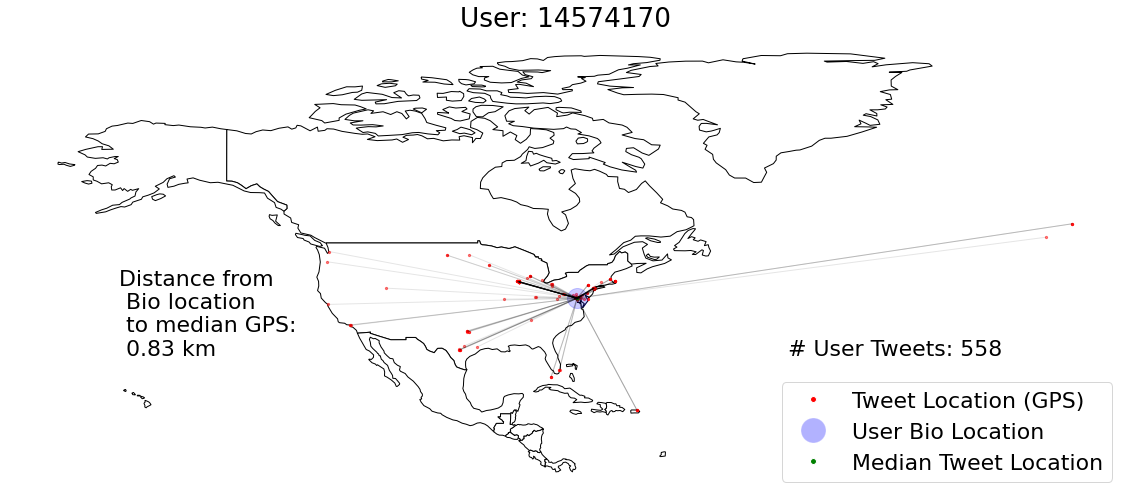 User: 14574170
Distance from
Bio location
to median GPS:
0.83 km
# User Tweets: 558
Tweet Location (GPS)
User Bio Location
Median Tweet Location